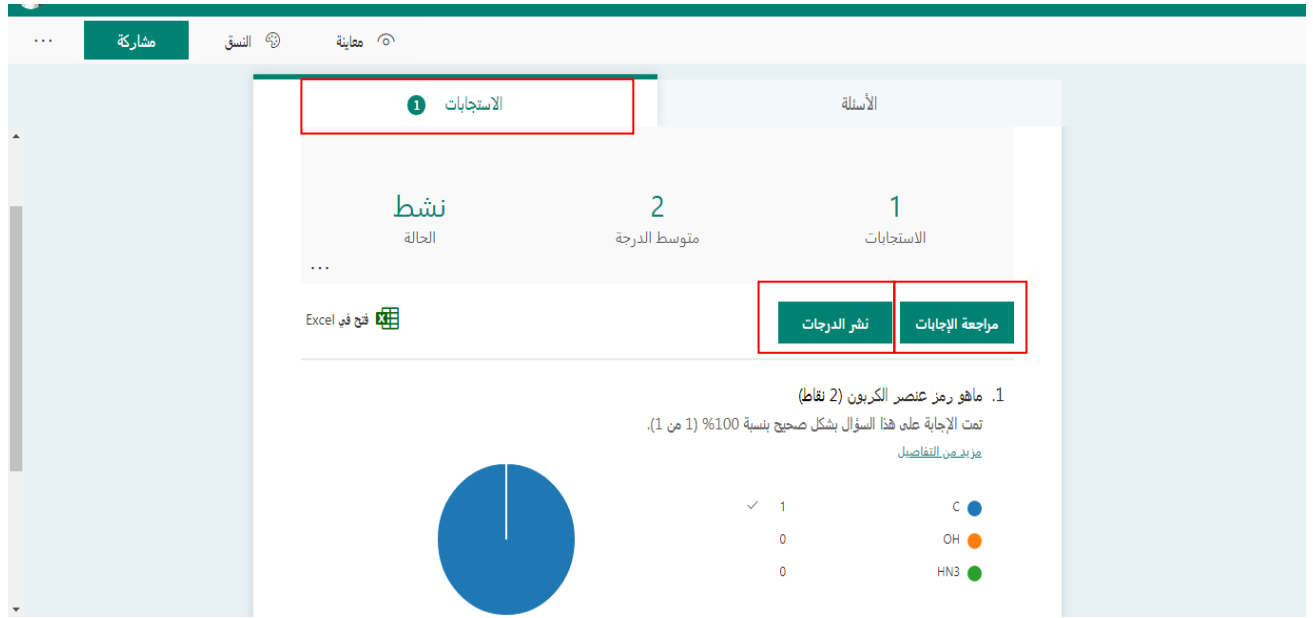 معاينة
النسق
مشاركة
...
الأسئلة
الاستجابات 1
1
الاستجابات
2
متوسط الدرجة
نشط
الحالة
...
مراجعة الإجابات
نشر الدرجات
فتح في Excel
1. ماهو رمز عنصر الكربون (2 نقاط)
تمت الإجابة على هذا السؤال بشكل صحيح بنسبة 100% (1 من 1).
مزيد من التفاصيل
C 1
OH 0
HN3 0